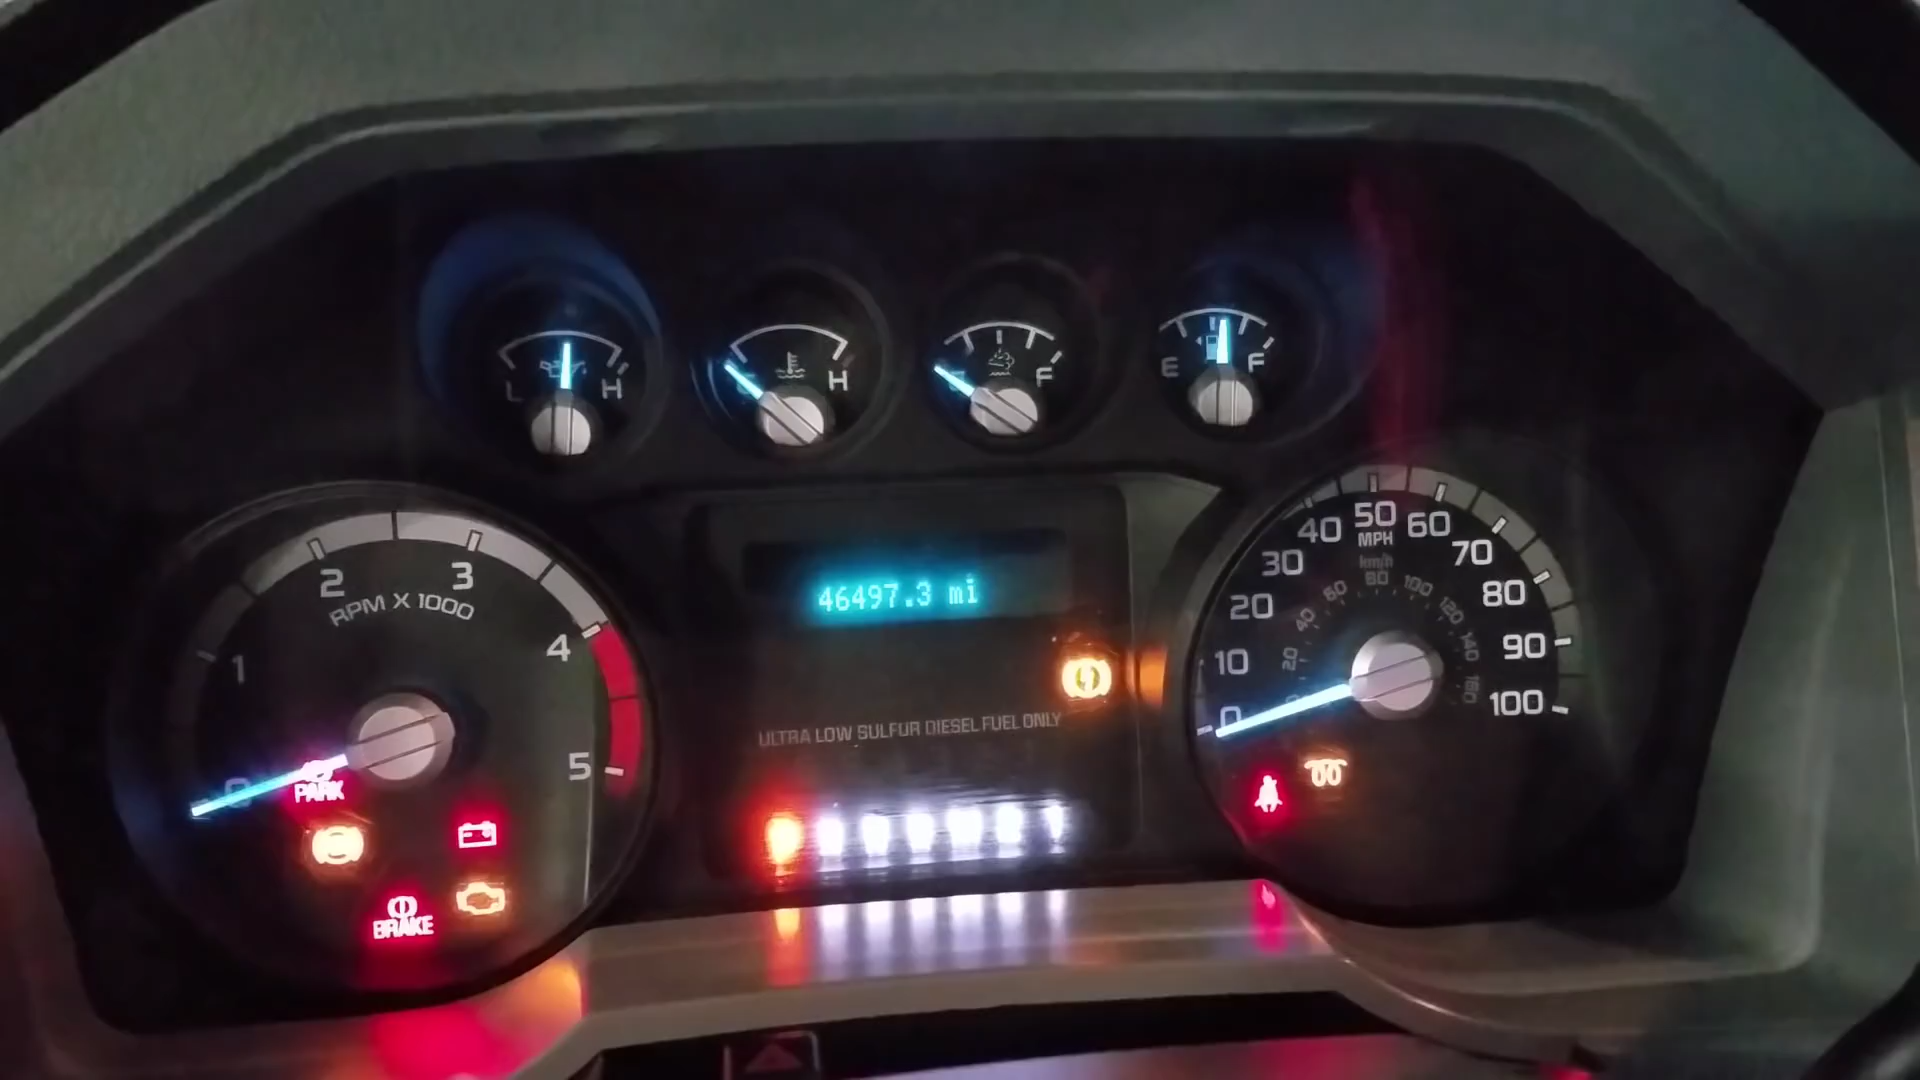 L H
H
F
E F
0 1 2 3 4 5
RPM X 1000
PARK
BRAKE
46497.3 mi
ULTRA LOW SULFUR DIESEL FUEL ONLY
0 10 20 30 40 50 60 70 80 90 100
MPH
km/h
20 40 60 80 100 120 140 160